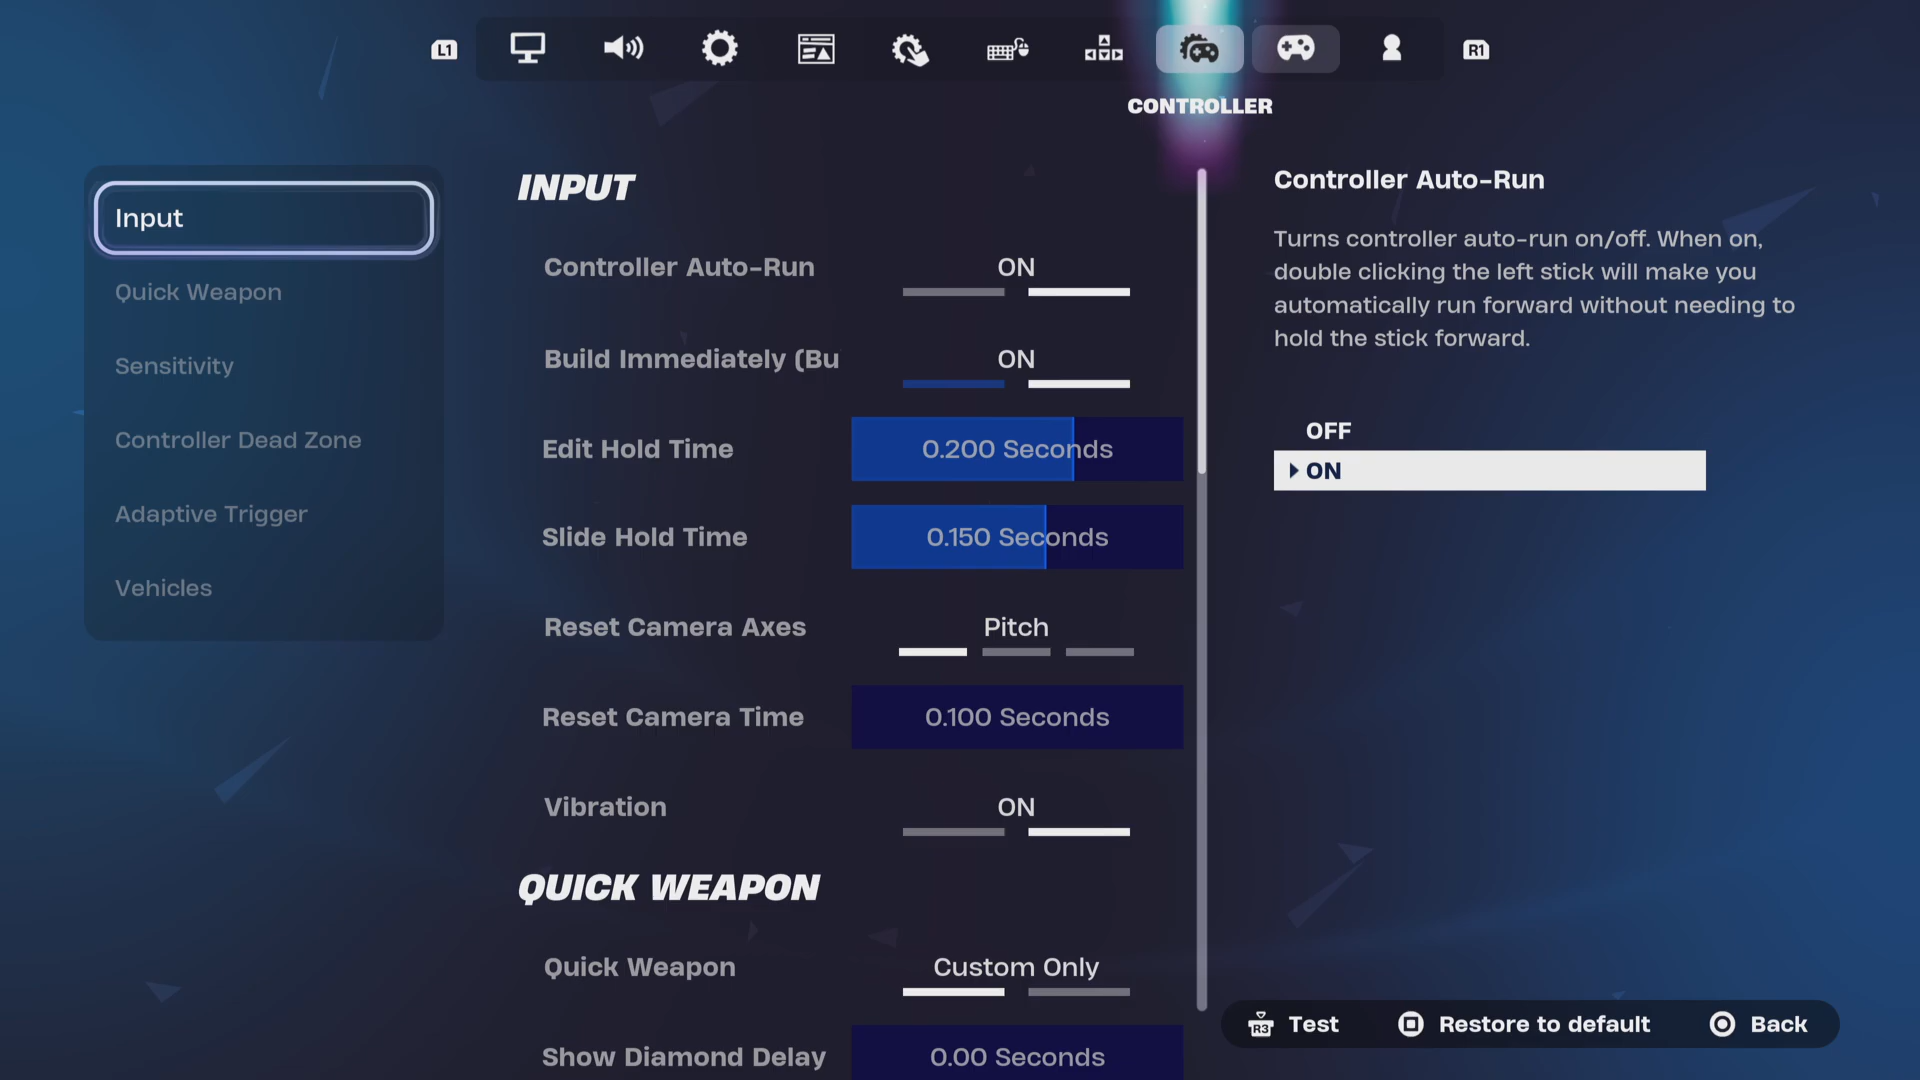 L1
R1
CONTROLLER
Input
Quick Weapon
Sensitivity
Controller Dead Zone
Adaptive Trigger
Vehicles
INPUT
Controller Auto-Run
ON
Build Immediately (Bu
ON
Edit Hold Time
0.200 Seconds
Slide Hold Time
0.150 Seconds
Reset Camera Axes
Pitch
Reset Camera Time
0.100 Seconds
Vibration
ON
QUICK WEAPON
Quick Weapon
Custom Only
Show Diamond Delay
0.00 Seconds
Controller Auto-Run
Turns controller auto-run on/off. When on,
double clicking the left stick will make you
automatically run forward without needing to
hold the stick forward.
OFF
ON
R3 Test
Restore to default
Back